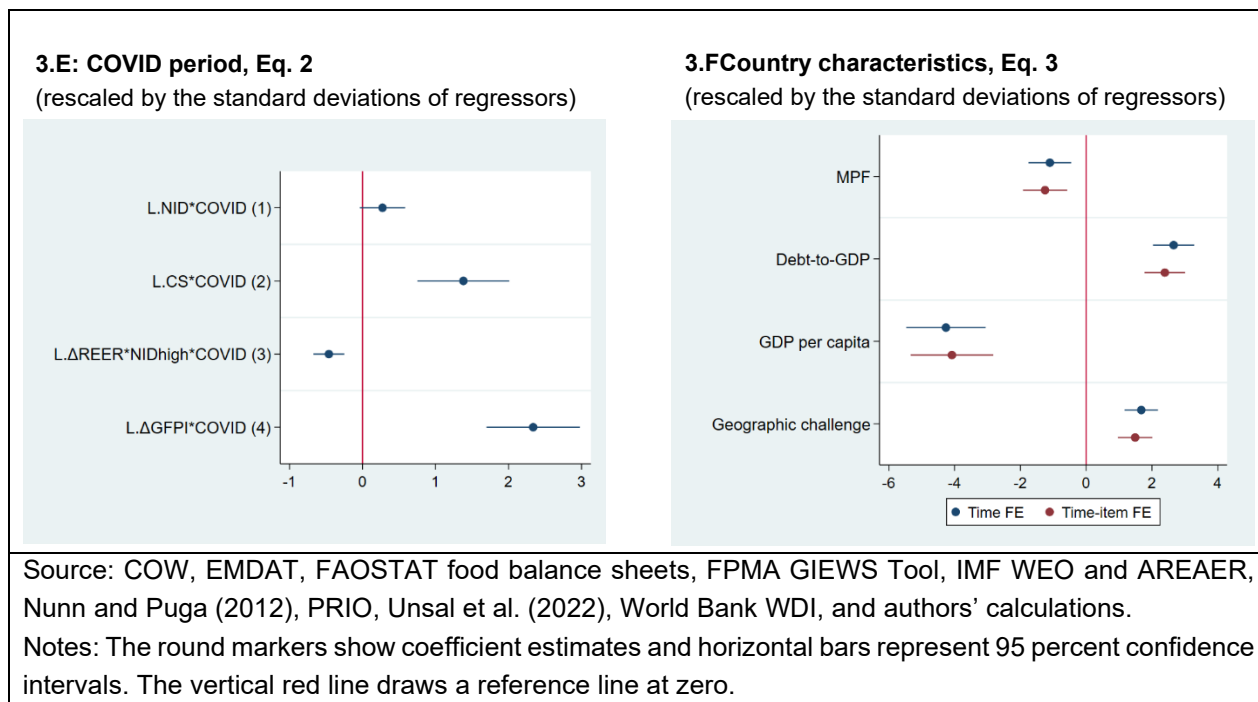 3.E: COVID period, Eq. 2
(rescaled by the standard deviations of regressors)
L.NID*COVID (1)
L.CS*COVID (2)
L.ΔREER*NIDhigh*COVID (3)
L.ΔGFPI*COVID (4)
-1 0 1 2 3
3.FCountry characteristics, Eq. 3
(rescaled by the standard deviations of regressors)
MPF
Debt-to-GDP
GDP per capita
Geographic challenge
-6 -4 -2 0 2 4
Time FE Time-item FE
Source: COW, EMDAT, FAOSTAT food balance sheets, FPMA GIEWS Tool, IMF WEO and AREAER,
Nunn and Puga (2012), PRIO, Unsal et al. (2022), World Bank WDI, and authors’ calculations.
Notes: The round markers show coefficient estimates and horizontal bars represent 95 percent confidence
intervals. The vertical red line draws a reference line at zero.